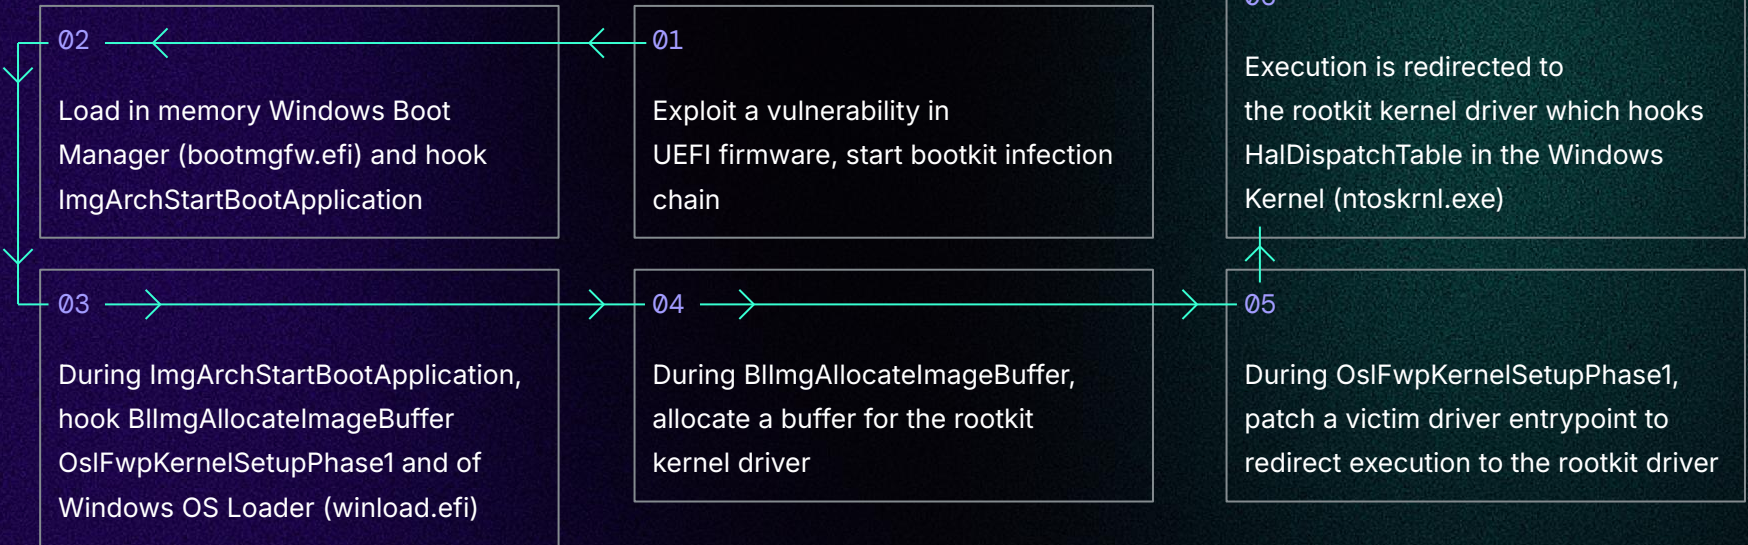 01
Exploit a vulnerability in
UEFI firmware, start bootkit infection
chain
02
Load in memory Windows Boot
Manager (bootmgfw.efi) and hook
ImgArchStartBootApplication
03
During ImgArchStartBootApplication,
hook BlImgAllocateImageBuffer
OslFwpKernelSetupPhase1 and of
Windows OS Loader (winload.efi)
04
During BlImgAllocateImageBuffer,
allocate a buffer for the rootkit
kernel driver
05
During OslFwpKernelSetupPhase1,
patch a victim driver entrypoint to
redirect execution to the rootkit driver
Execution is redirected to
the rootkit kernel driver which hooks
HalDispatchTable in the Windows
Kernel (ntoskrnl.exe)